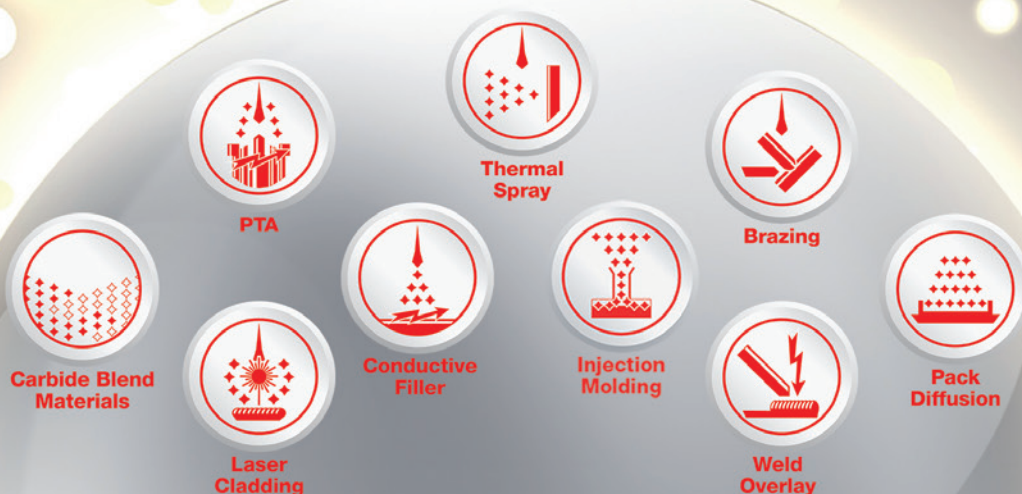 Thermal
Spray
PTA
Brazing
Carbide Blend
Materials
Conductive
Filler
Injection
Molding
Pack
Diffusion
Laser
Cladding
Weld
Overlay